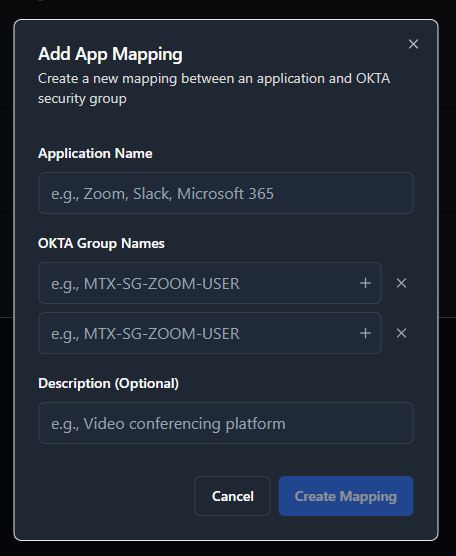 Add App Mapping
Create a new mapping between an application and OKTA
security group
Application Name
e.g., Zoom, Slack, Microsoft 365
OKTA Group Names
e.g., MTX-SG-ZOOM-USER
e.g., MTX-SG-ZOOM-USER
Description (Optional)
e.g., Video conferencing platform
Cancel Create Mapping